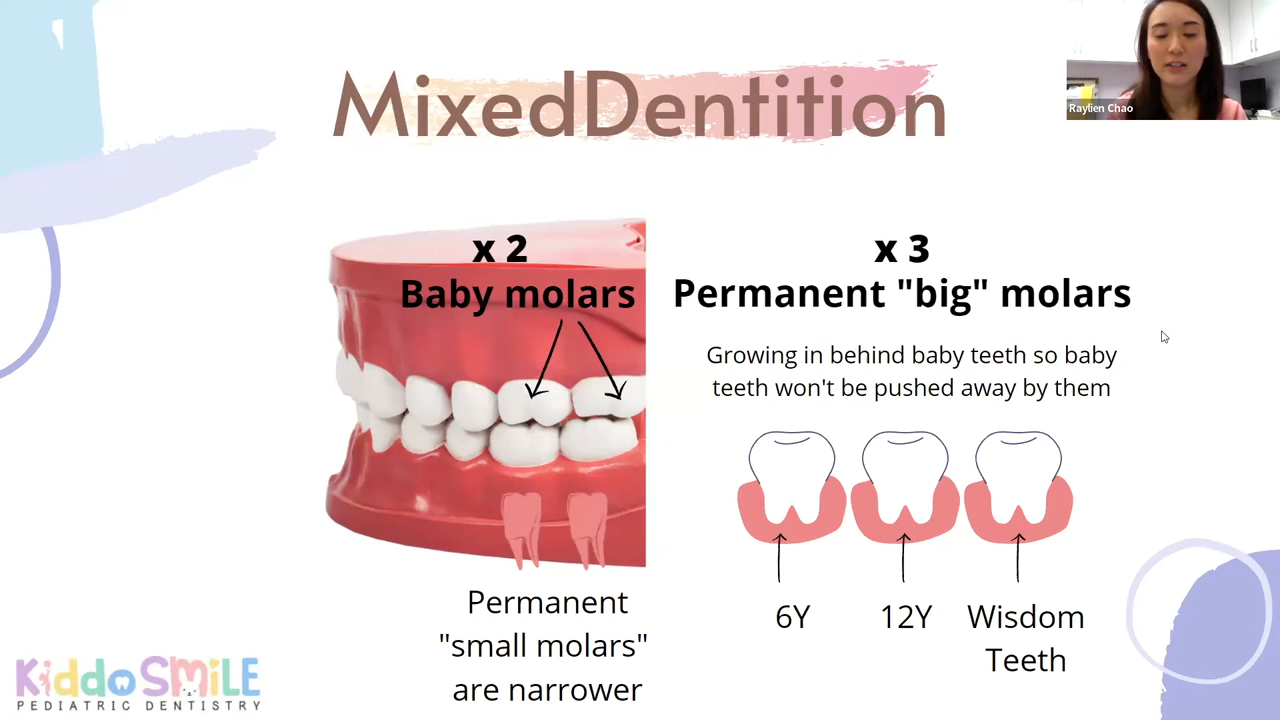 MixedDentition
Raylien Chao
x 2
Baby molars
x 3
Permanent "big" molars
Growing in behind baby teeth so baby
teeth won't be pushed away by them
6Y
12Y
Wisdom
Teeth
Permanent
"small molars"
are narrower
KiddoSMiLE
PEDIATRIC DENTISTRY